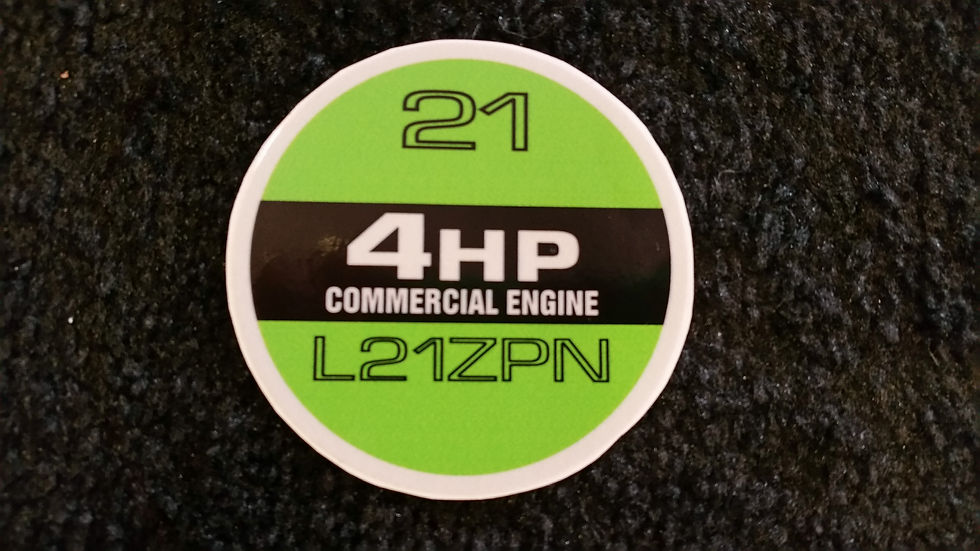 21
4HP
COMMERCIAL ENGINE
L21ZPN